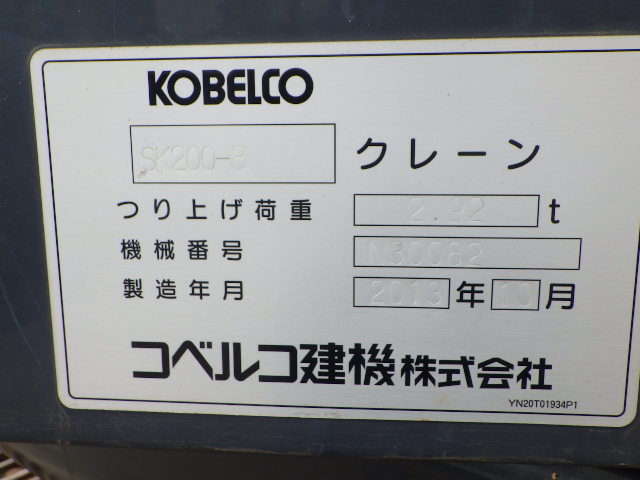 KOBELCO
SK200-8 クレーン
つり上げ荷重 2.92 t
機械番号 N30082
製造年月 2013 年 10 月
コベルコ建機株式会社
YN20T01934P1